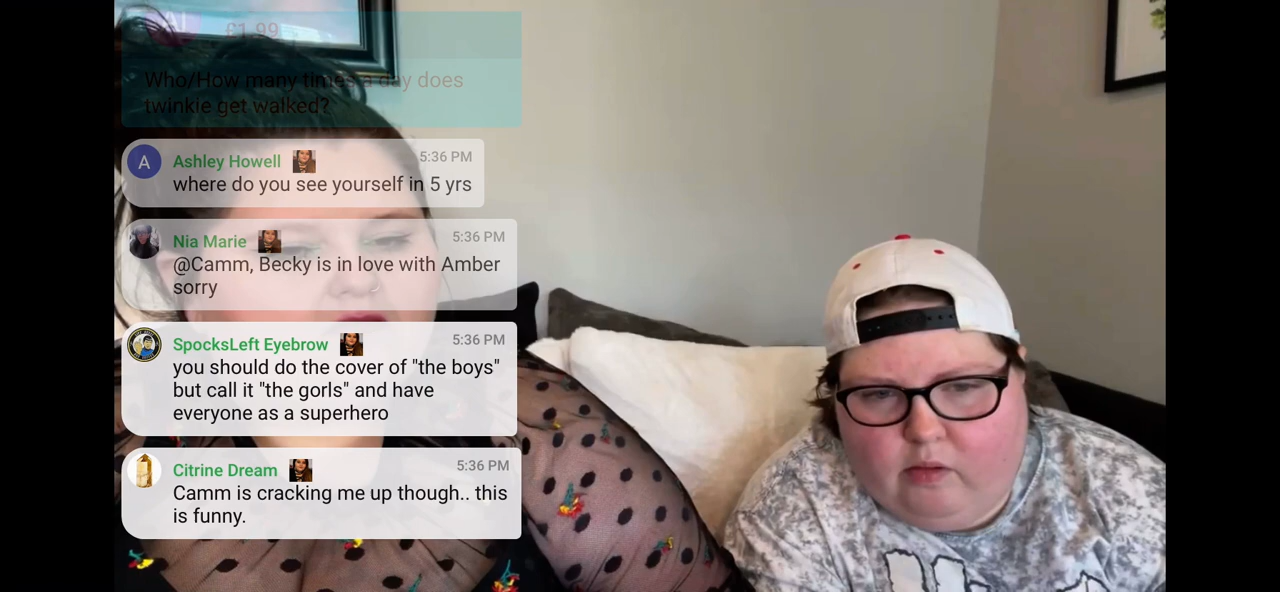 £1.99
Who/How many times a day does
twinkie get walked?
A
Ashley Howell 5:36 PM
where do you see yourself in 5 yrs
Nia Marie 5:36 PM
@Camm, Becky is in love with Amber
sorry
SpocksLeft Eyebrow 5:36 PM
you should do the cover of "the boys"
but call it "the gorls" and have
everyone as a superhero
Citrine Dream 5:36 PM
Camm is cracking me up though.. this
is funny.